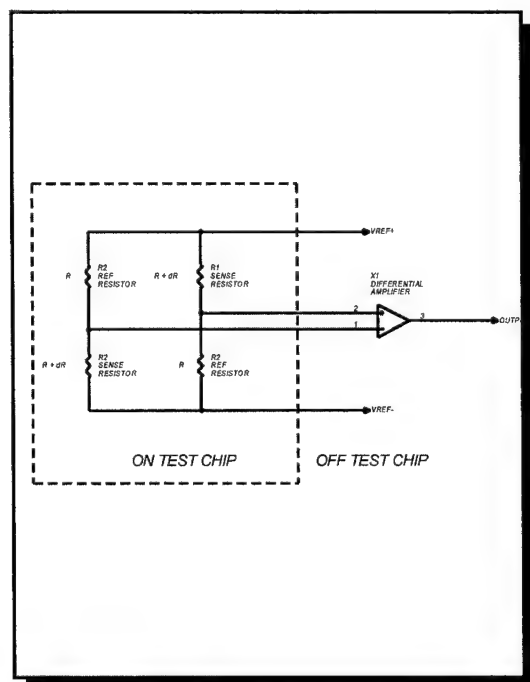 VREF+
R
R2
REF
RESISTOR
R + dR
R1
SENSE
RESISTOR
X1
DIFFERENTIAL
AMPLIFIER
2
1
3
OUTP
R + dR
R2
SENSE
RESISTOR
R
R2
REF
RESISTOR
VREF-
ON TEST CHIP
OFF TEST CHIP